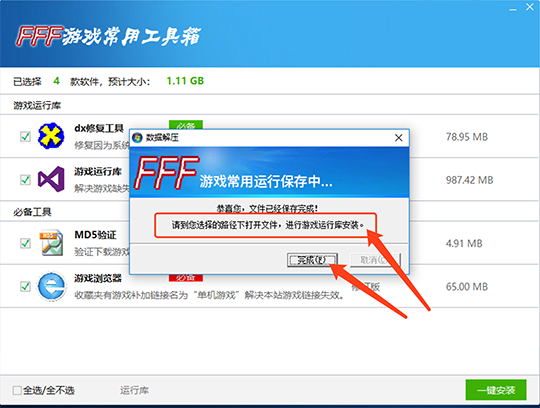 FFF游戏常用工具箱
已选择 4 款软件，预计大小： 1.11 GB
游戏运行库
dx修复工具 必备
修复因为系统
78.95 MB
游戏运行库
解决游戏缺失
987.42 MB
数据解压
FFF 游戏常用运行保存中...
恭喜您，文件已经保存完成！
请到您选择的路径下打开文件，进行游戏运行库安装。
完成(F) 取消(C)
必备工具
MD5验证
验证下载游戏
4.91 MB
游戏浏览器
收藏夹有游戏补加链接名为“单机游戏”解决本站游戏链接失效。
修订版
65.00 MB
全选/全不选 运行库 一键安装